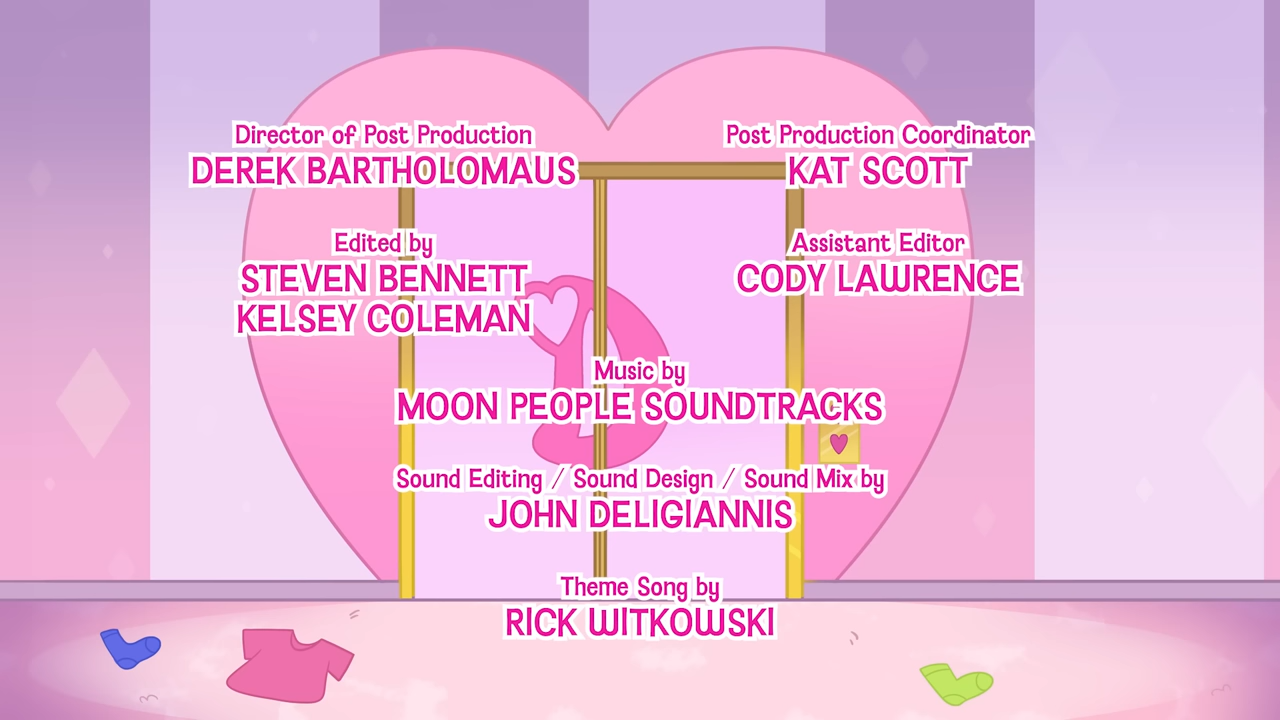 Director of Post Production
DEREK BARTHOLOMAUS
Post Production Coordinator
KAT SCOTT
Edited by
STEVEN BENNETT
KELSEY COLEMAN
Assistant Editor
CODY LAWRENCE
Music by
MOON PEOPLE SOUNDTRACKS
Sound Editing / Sound Design / Sound Mix by
JOHN DELIGIANNIS
Theme Song by
RICK WITKOWSKI
D